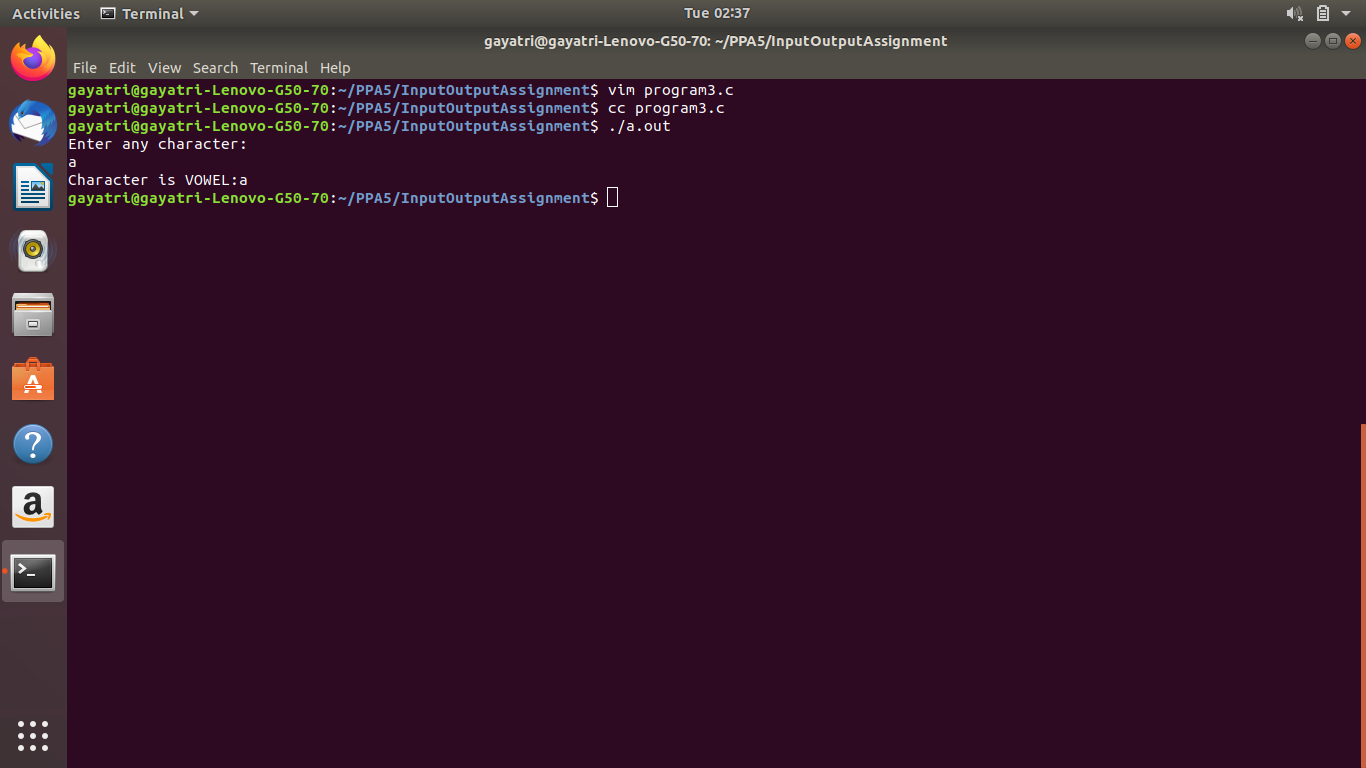 Activities Terminal Tue 02:37
gayatri@gayatri-Lenovo-G50-70: ~/PPA5/InputOutputAssignment
File Edit View Search Terminal Help
gayatri@gayatri-Lenovo-G50-70:~/PPA5/InputOutputAssignment$ vim program3.c
gayatri@gayatri-Lenovo-G50-70:~/PPA5/InputOutputAssignment$ cc program3.c
gayatri@gayatri-Lenovo-G50-70:~/PPA5/InputOutputAssignment$ ./a.out
Enter any character:
a
Character is VOWEL:a
gayatri@gayatri-Lenovo-G50-70:~/PPA5/InputOutputAssignment$